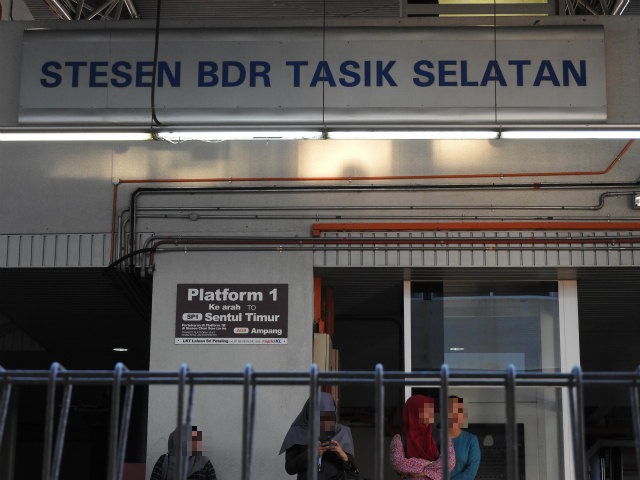 STESEN BDR TASIK SELATAN
Platform 1
Ke arah TO
SP1 Sentul Timur
Ampang